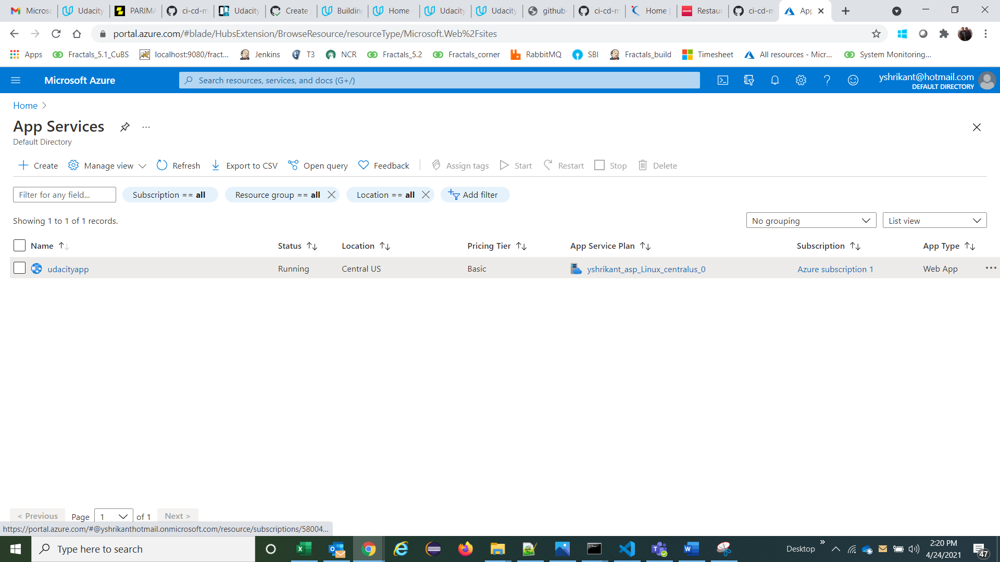 Microso
Udacity
PARIMA
ci-cd-m
Udacity
Create
Building
Home -
Udacity
Udacity
github-
ci-cd-m
Home |
Restaur
ci-cd-m
App
portal.azure.com/#blade/HubsExtension/BrowseResource/resourceType/Microsoft.Web%2Fsites
Apps Fractals_5.1_CuBS localhost:9080/fract... Jenkins T3 NCR Fractals_5.2 Fractals_corner RabbitMQ SBI Fractals_build Timesheet All resources - Micr... System Monitoring...
Microsoft Azure
Search resources, services, and docs (G+/)
yshrikant@hotmail.com
DEFAULT DIRECTORY
Home >
App Services ...
Default Directory
Create Manage view Refresh Export to CSV Open query Feedback Assign tags Start Restart Stop Delete
Filter for any field... Subscription == all Resource group == all Location == all Add filter
Showing 1 to 1 of 1 records. No grouping List view
Name Status Location Pricing Tier App Service Plan Subscription App Type
udacityapp Running Central US Basic yshrikant_asp_Linux_centralus_0 Azure subscription 1 Web App
< Previous Page 1 of 1 Next >
https://portal.azure.com/#@yshrikanthotmail.onmicrosoft.com/resource/subscriptions/58004...
Type here to search
Desktop
2:20 PM
4/24/2021
47